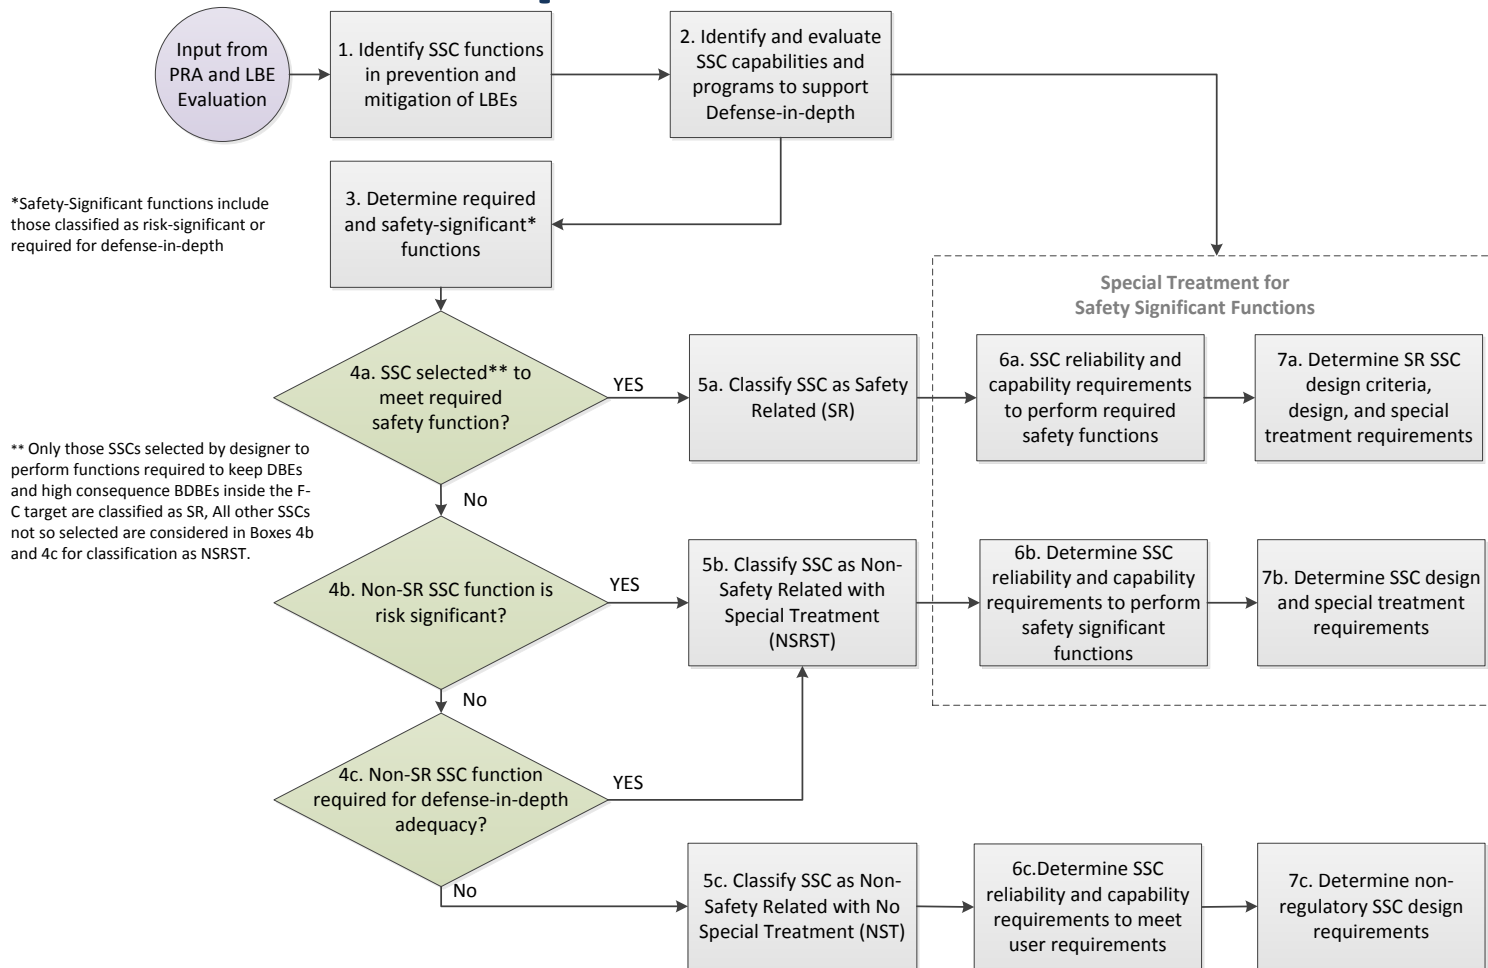 Input from
PRA and LBE
Evaluation
1. Identify SSC functions
in prevention and
mitigation of LBEs
2. Identify and evaluate
SSC capabilities and
programs to support
Defense-in-depth
*Safety-Significant functions include
those classified as risk-significant or
required for defense-in-depth
3. Determine required
and safety-significant*
functions
Special Treatment for
Safety Significant Functions
4a. SSC selected** to
meet required
safety function?
YES
5a. Classify SSC as Safety
Related (SR)
6a. SSC reliability and
capability requirements
to perform required
safety functions
7a. Determine SR SSC
design criteria,
design, and special
treatment requirements
** Only those SSCs selected by designer to
perform functions required to keep DBEs
and high consequence BDBEs inside the F-
C target are classified as SR, All other SSCs
not so selected are considered in Boxes 4b
and 4c for classification as NSRST.
No
4b. Non-SR SSC function is
risk significant?
YES
5b. Classify SSC as Non-
Safety Related with
Special Treatment
(NSRST)
6b. Determine SSC
reliability and capability
requirements to perform
safety significant
functions
7b. Determine SSC design
and special treatment
requirements
No
4c. Non-SR SSC function
required for defense-in-depth
adequacy?
YES
No
5c. Classify SSC as Non-
Safety Related with No
Special Treatment (NST)
6c.Determine SSC
reliability and capability
requirements to meet
user requirements
7c. Determine non-
regulatory SSC design
requirements